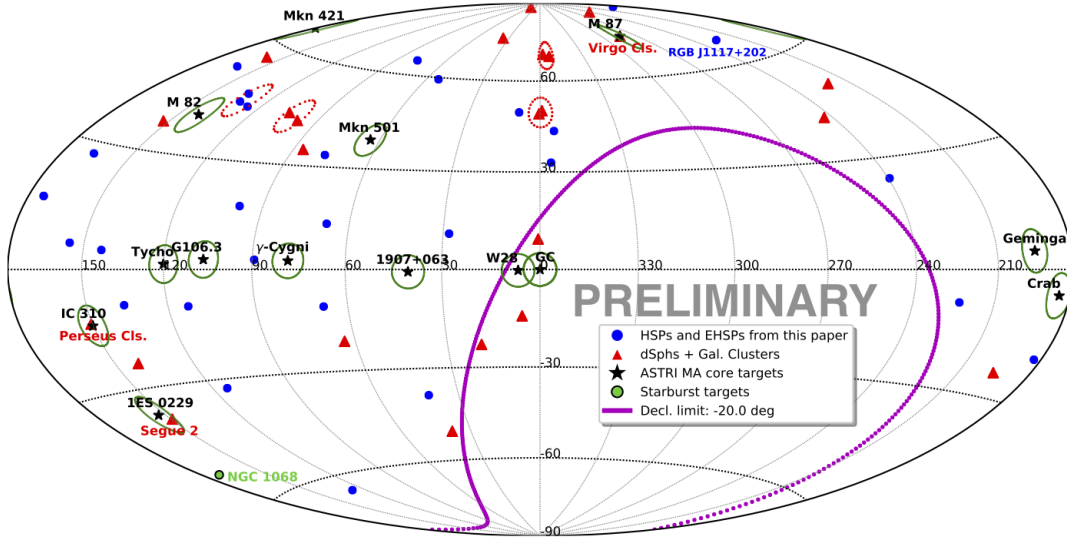 Mkn 421
M 87
Virgo Cls.
RGB J1117+202
60
M 82
Mkn 501
30
Tycho
G106.3
γ-Cygni
1907+063
W28
GC
Geminga
150
120
90
60
30
330
300
270
240
210
Crab
PRELIMINARY
IC 310
Perseus Cls.
HSPs and EHSPs from this paper
dSphs + Gal. Clusters
ASTRI MA core targets
Starburst targets
Decl. limit: -20.0 deg
-30
1ES 0229
Segue 2
-60
NGC 1068
-90